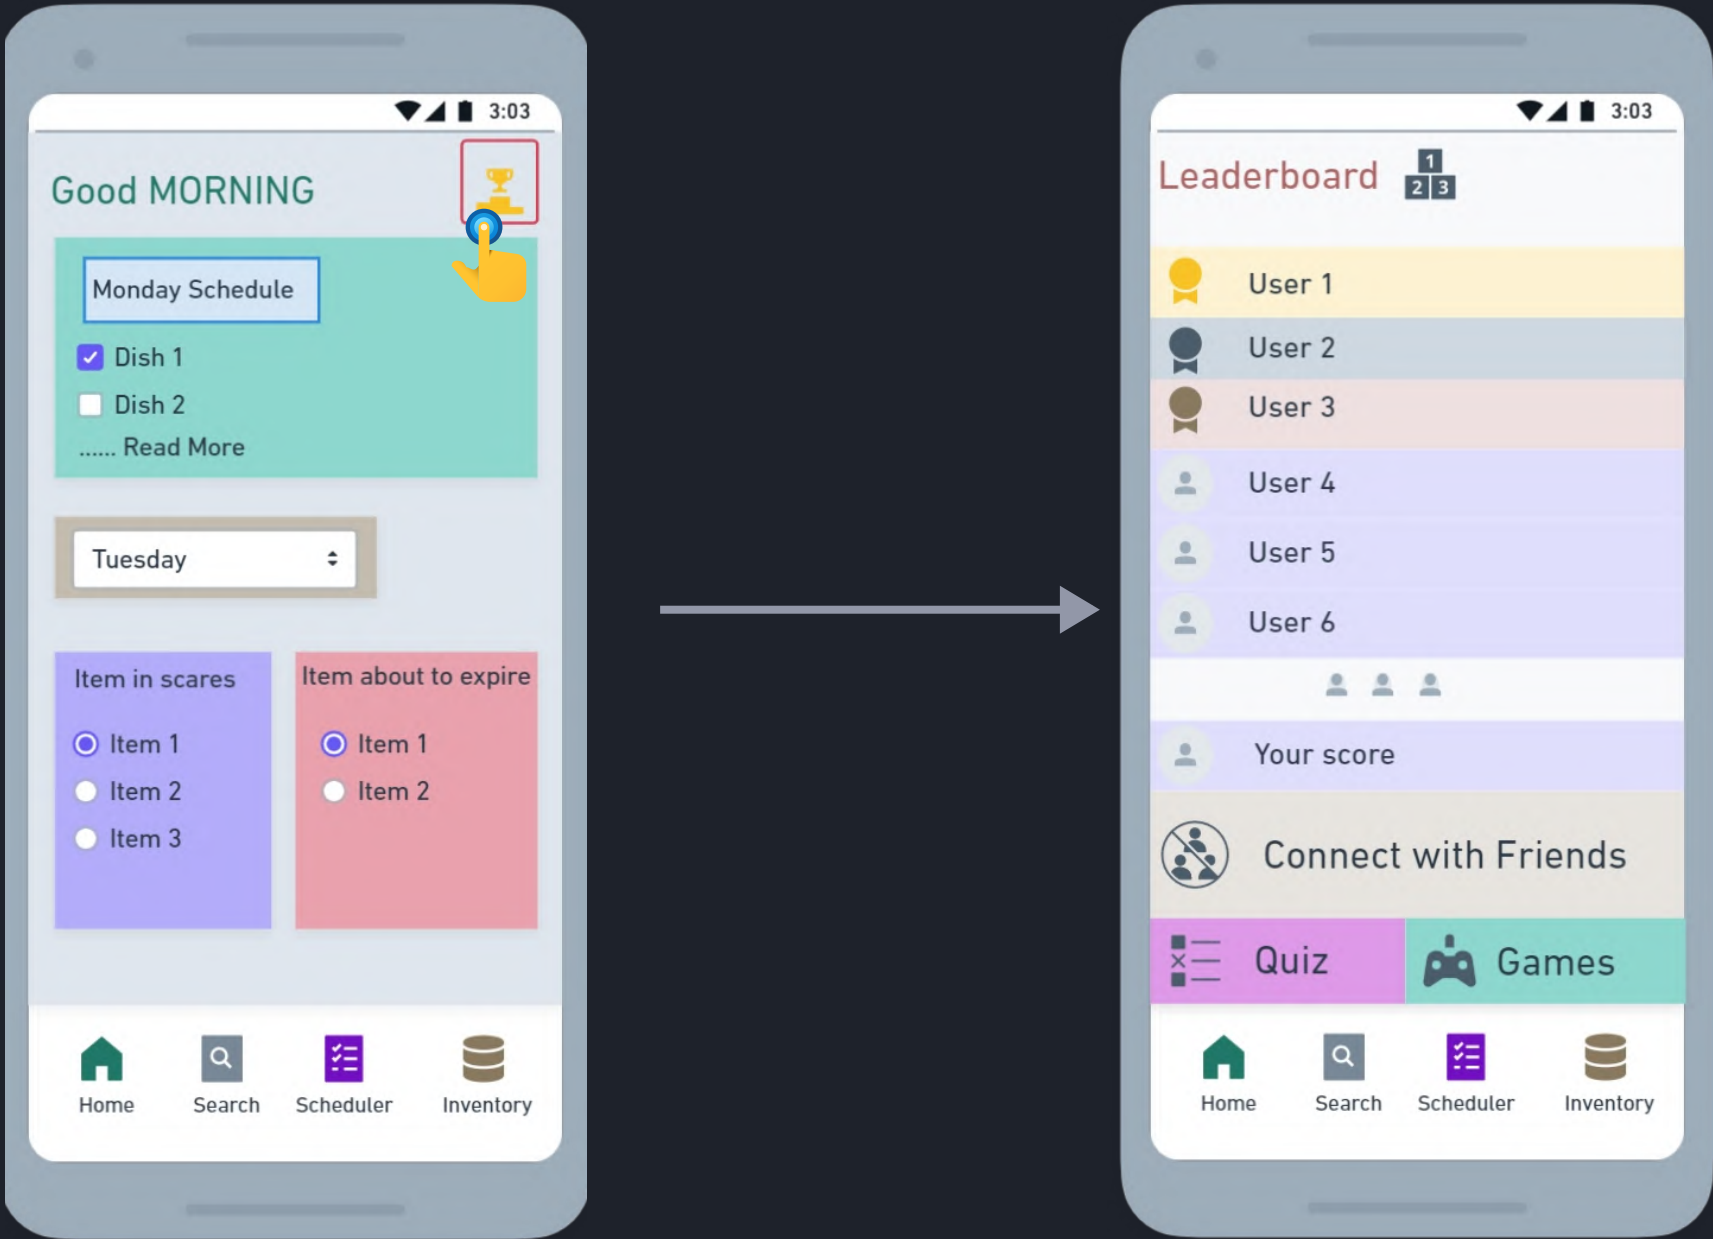 3:03
Good MORNING
Monday Schedule
Dish 1
Dish 2
...... Read More
Tuesday
Item in scares
Item 1
Item 2
Item 3
Item about to expire
Item 1
Item 2
Home
Search
Scheduler
Inventory
3:03
Leaderboard
1
2 3
User 1
User 2
User 3
User 4
User 5
User 6
Your score
Connect with Friends
Quiz
Games
Home
Search
Scheduler
Inventory